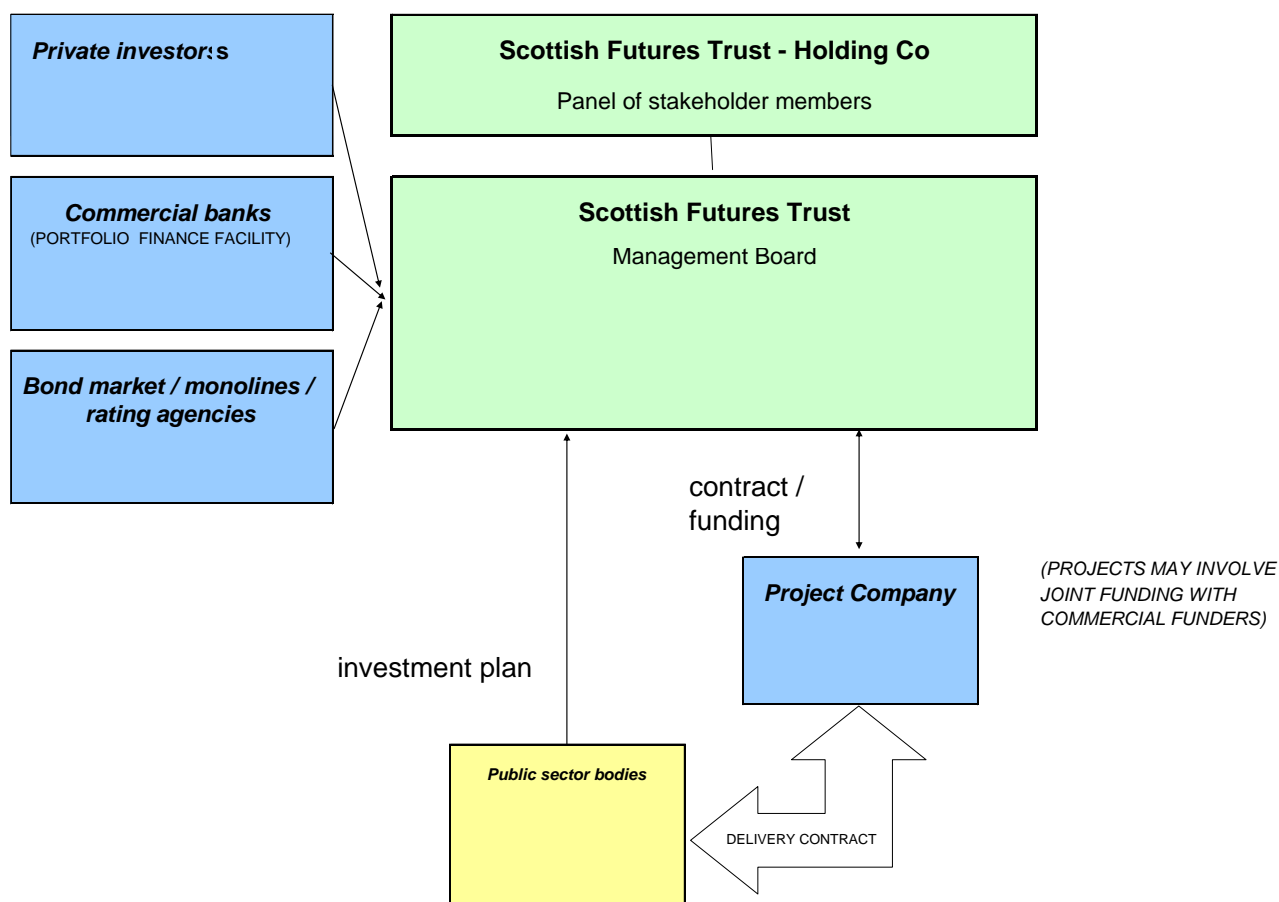 Private investors
Scottish Futures Trust - Holding Co
Panel of stakeholder members
Commercial banks
(PORTFOLIO FINANCE FACILITY)
Scottish Futures Trust
Management Board
Bond market / monolines /
rating agencies
contract /
funding
Project Company
(PROJECTS MAY INVOLVE
JOINT FUNDING WITH
COMMERCIAL FUNDERS)
investment plan
Public sector bodies
DELIVERY CONTRACT